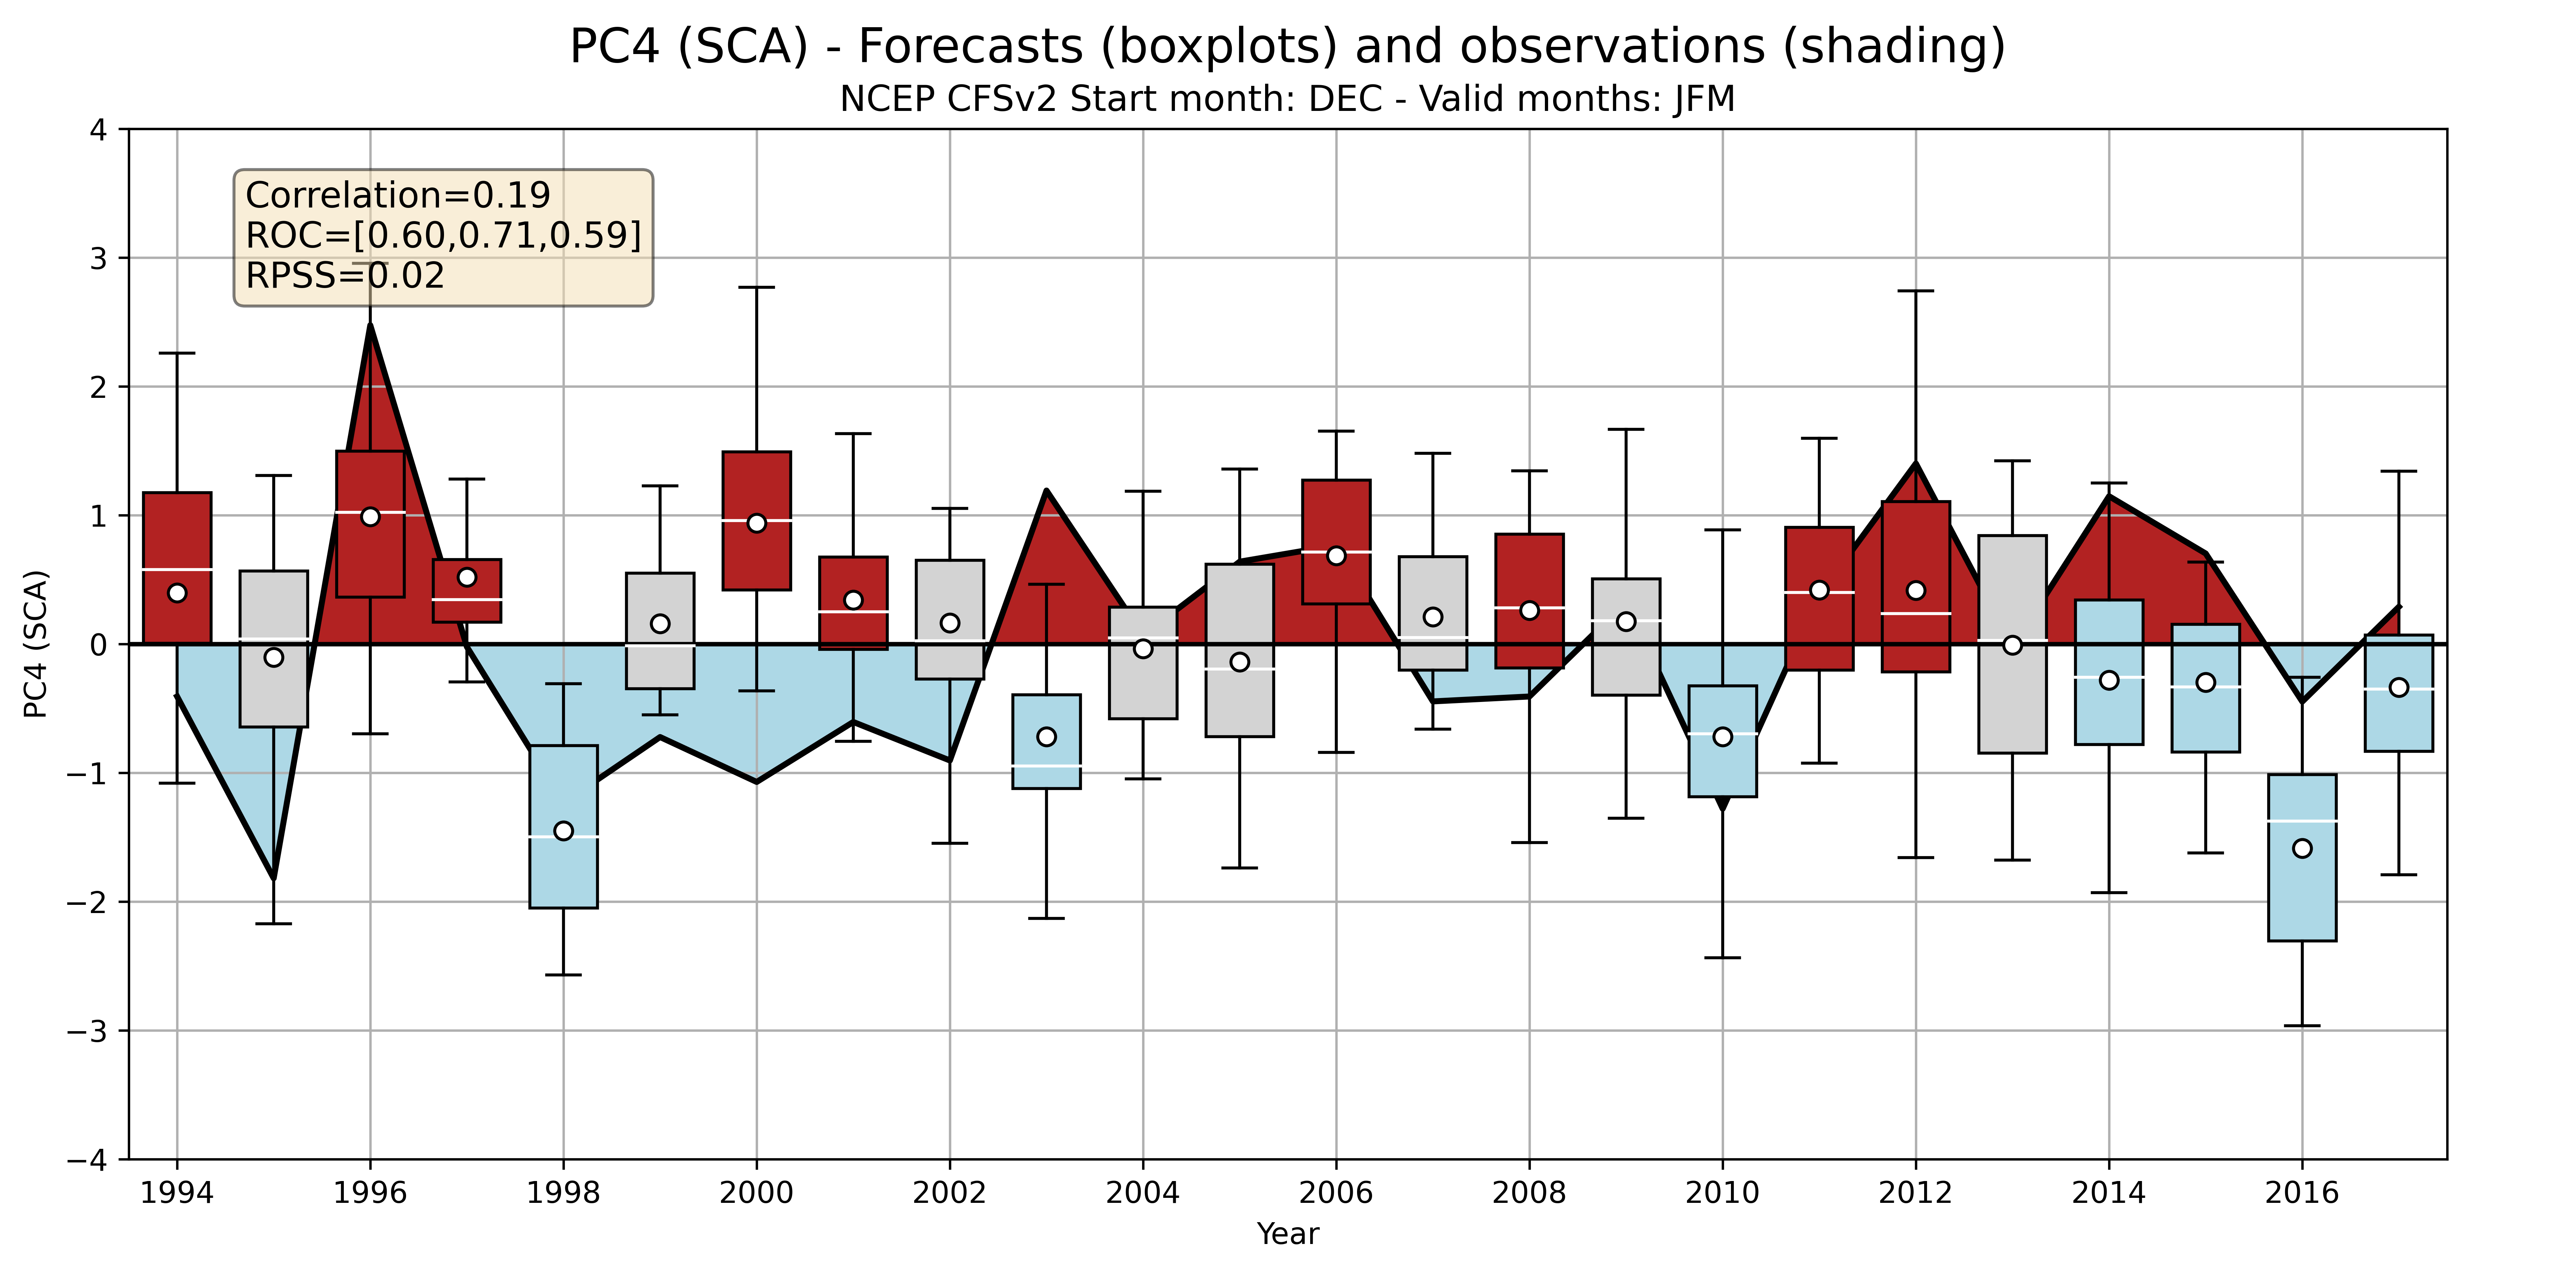 PC4 (SCA) - Forecasts (boxplots) and observations (shading)
NCEP CFSv2 Start month: DEC - Valid months: JFM
Correlation=0.19
ROC=[0.60,0.71,0.59]
RPSS=0.02
PC4 (SCA)
4
3
2
1
0
−1
−2
−3
−4
1994 1996 1998 2000 2002 2004 2006 2008 2010 2012 2014 2016
Year